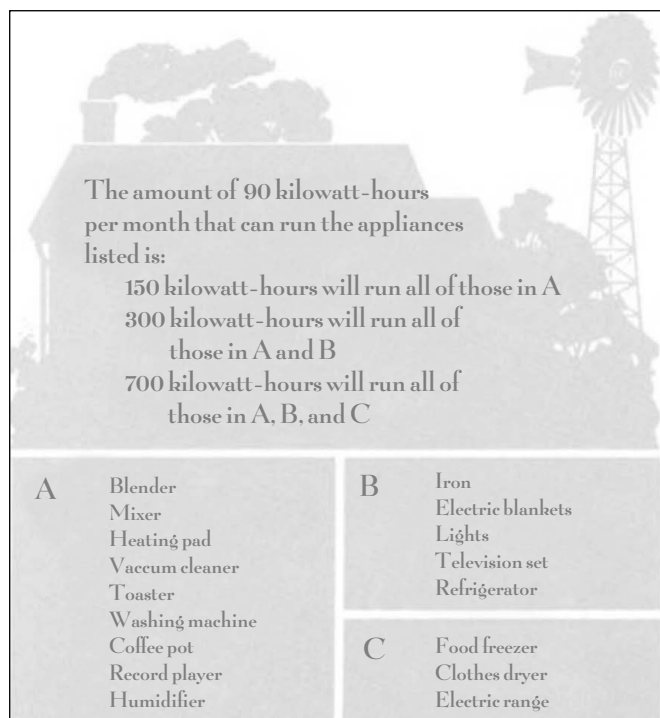 The amount of 90 kilowatt-hours
per month that can run the appliances
listed is:
150 kilowatt-hours will run all of those in A
300 kilowatt-hours will run all of
those in A and B
700 kilowatt-hours will run all of
those in A, B, and C
A
Blender
Mixer
Heating pad
Vaccum cleaner
Toaster
Washing machine
Coffee pot
Record player
Humidifier
B
Iron
Electric blankets
Lights
Television set
Refrigerator
C
Food freezer
Clothes dryer
Electric range